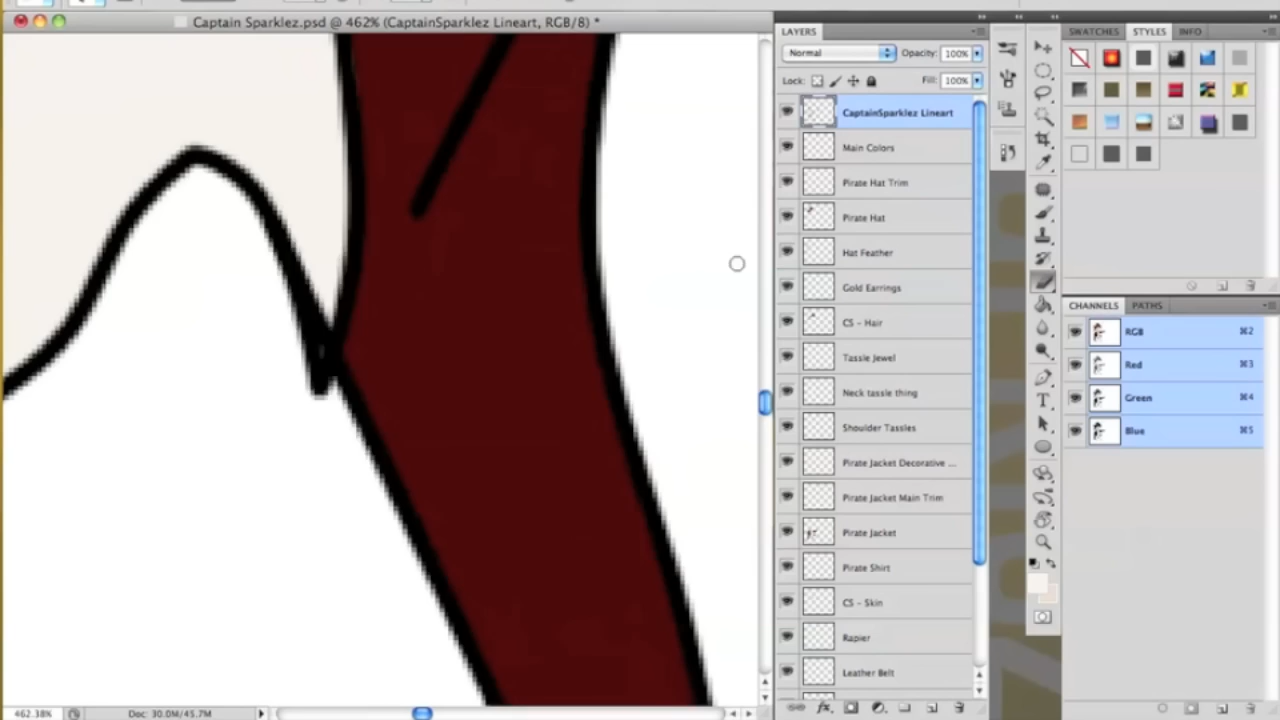 Captain Sparklez.psd @ 462% (CaptainSparklez Lineart, RGB/8) *
LAYERS
Normal Opacity: 100%
Lock: Fill: 100%
CaptainSparklez Lineart
Main Colors
Pirate Hat Trim
Pirate Hat
Hat Feather
Gold Earrings
CS - Hair
Tassle Jewel
Neck tassle thing
Shoulder Tassles
Pirate Jacket Decorative ...
Pirate Jacket Main Trim
Pirate Jacket
Pirate Shirt
CS - Skin
Rapier
Leather Belt
SWATCHES STYLES INFO
CHANNELS PATHS
RGB ⌘2
Red ⌘3
Green ⌘4
Blue ⌘5
462.38% Doc: 30.0M/45.7M